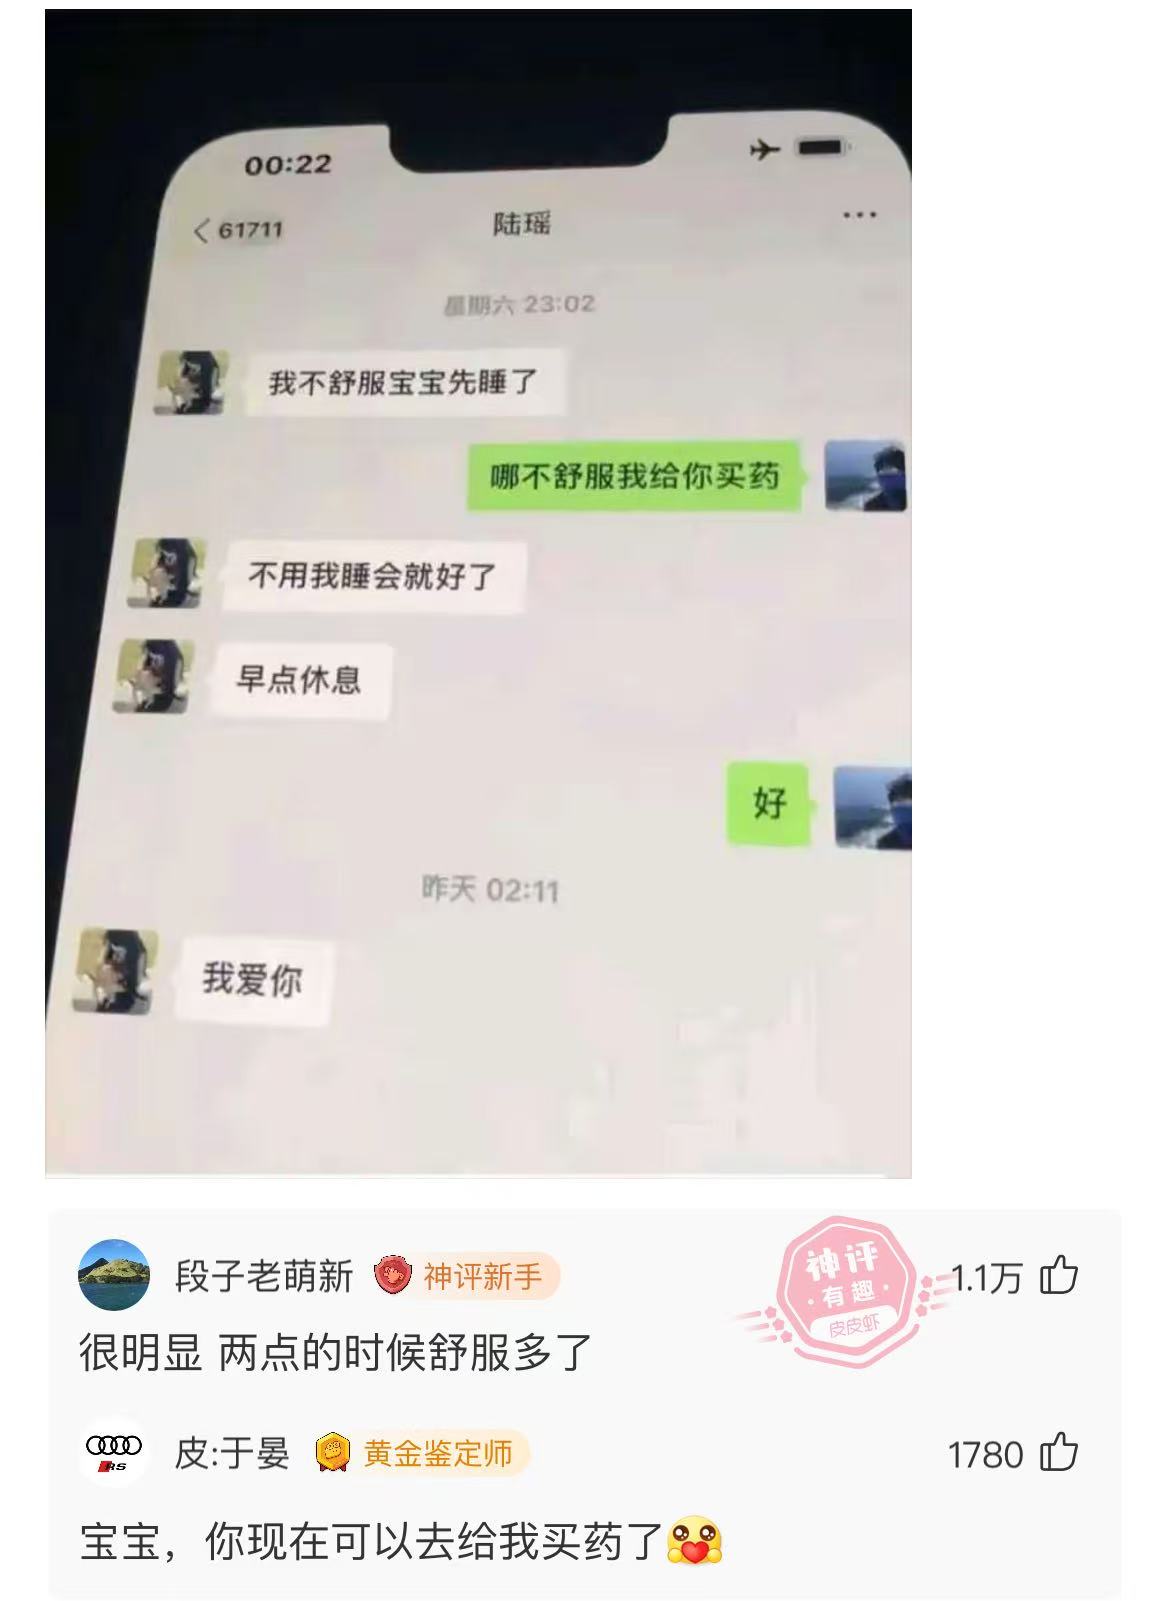 00:22
61711
陆瑶
星期六 23:02
我不舒服宝宝先睡了
哪不舒服我给你买药
不用我睡会就好了
早点休息
好
昨天 02:11
我爱你
段子老萌新 神评新手
神评
有趣
皮皮虾
1.1万
很明显 两点的时候舒服多了
RS
皮:于晏 黄金鉴定师 1780
宝宝，你现在可以去给我买药了